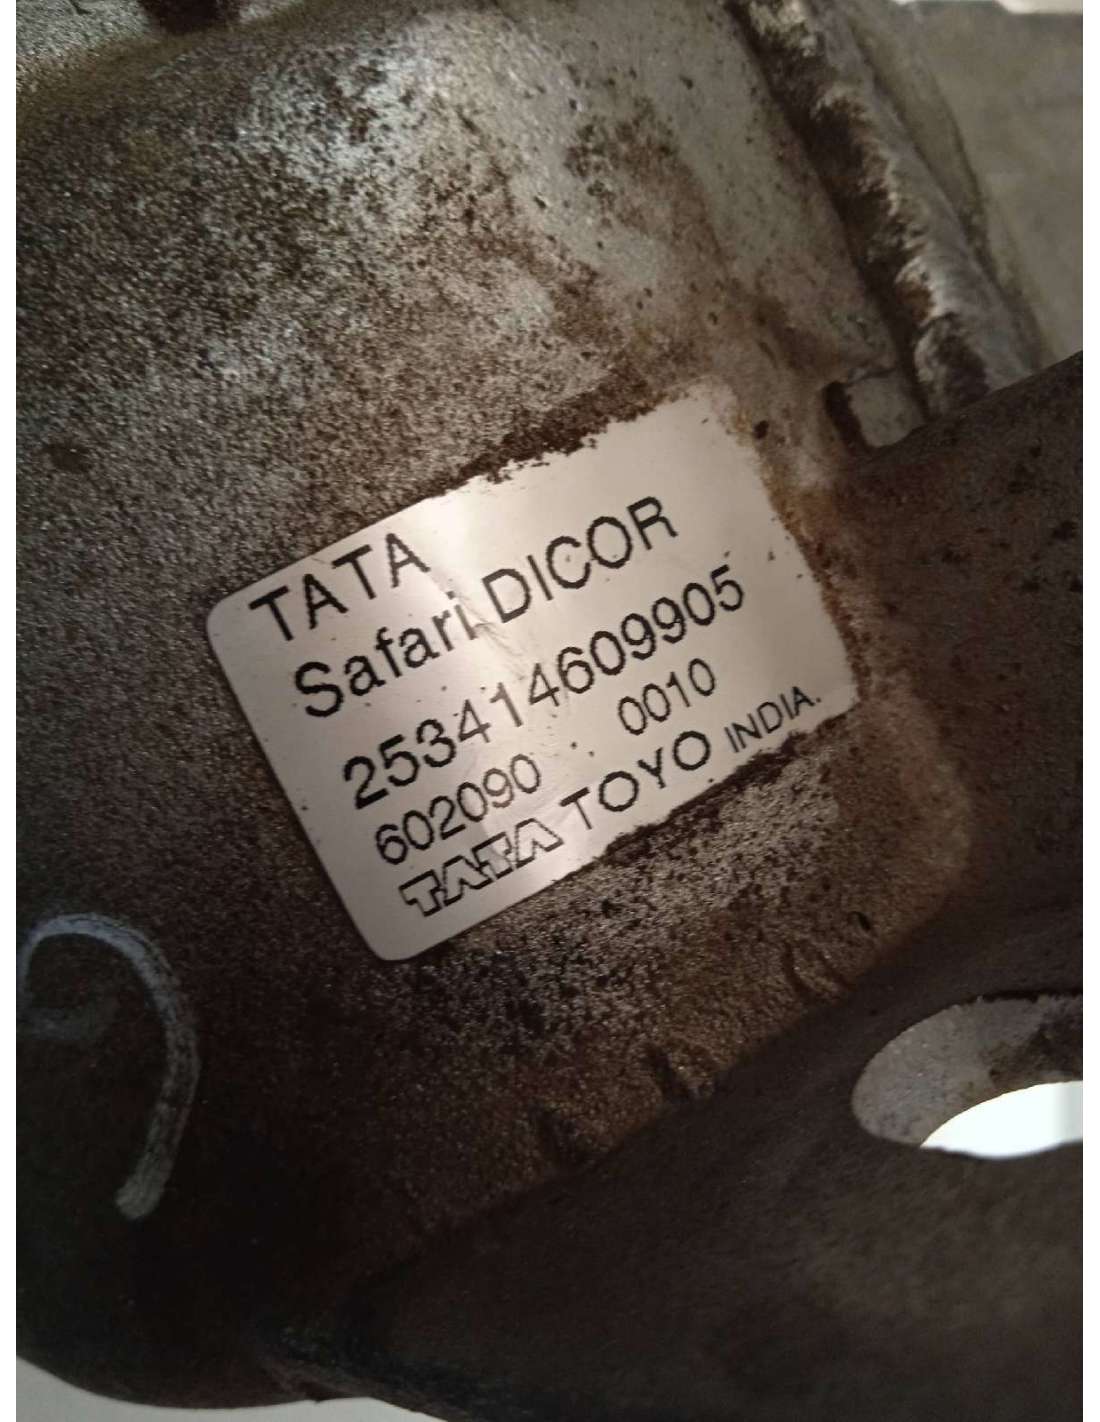 TATA
Safari DICOR
253414609905
602090 0010
TATA TOYO INDIA.